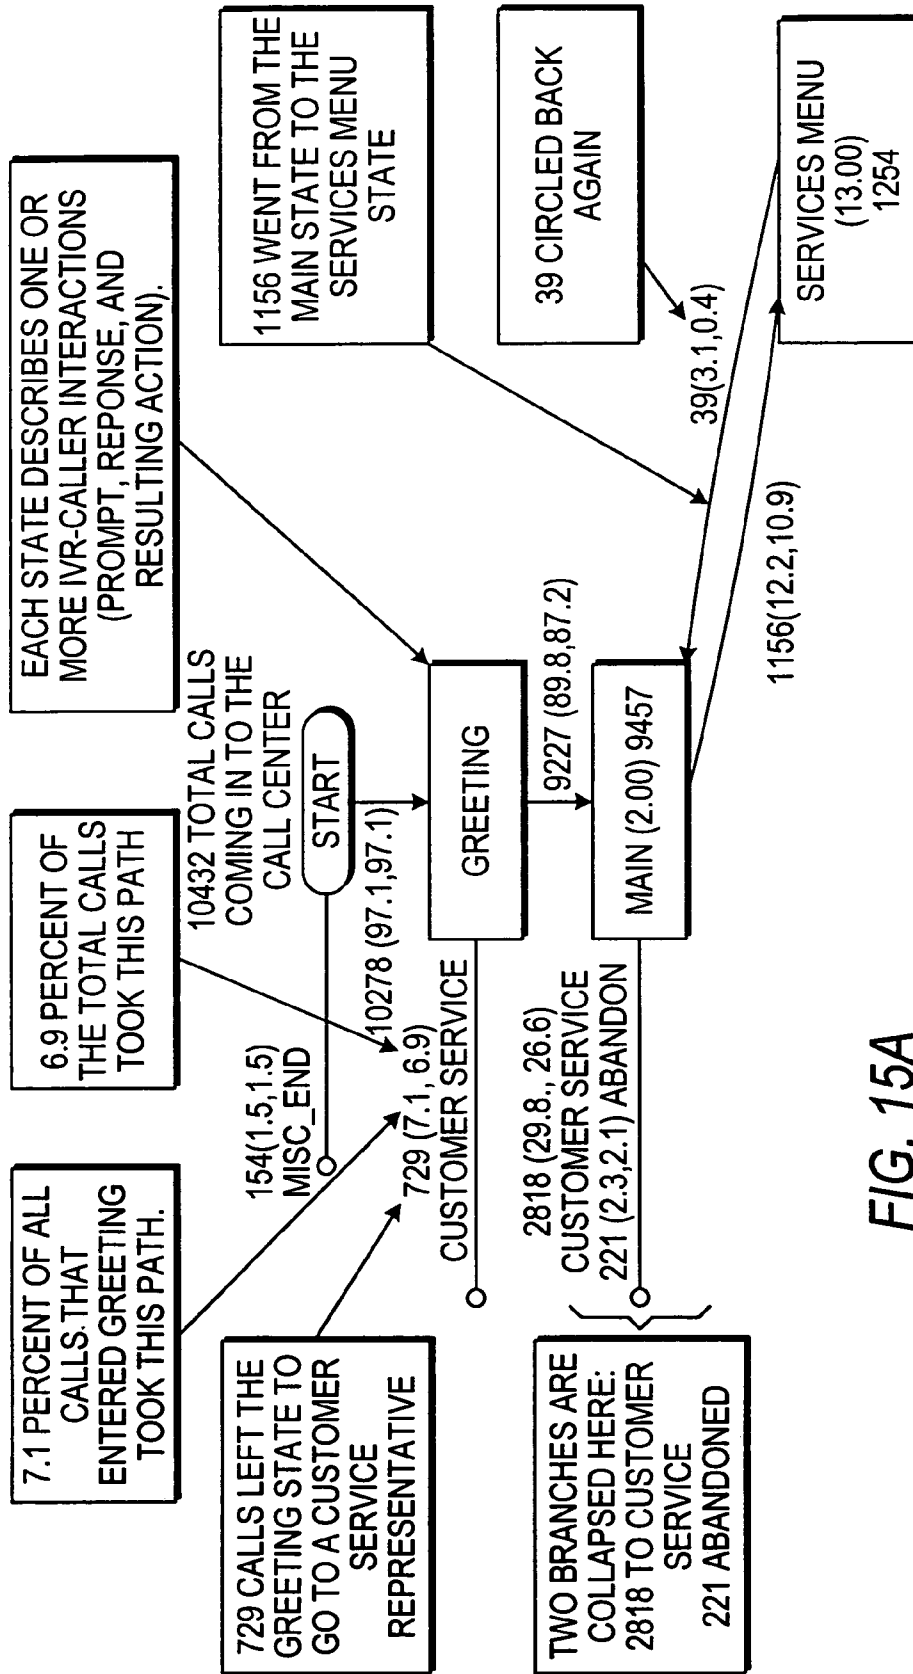 7.1 PERCENT OF ALL
CALLS.THAT
ENTERED GREETING
TOOK THIS PATH.
6.9 PERCENT OF
THE TOTAL CALLS
TOOK THIS PATH
EACH STATE DESCRIBES ONE OR
MORE IVR-CALLER INTERACTIONS
(PROMPT, REPONSE, AND
RESULTING ACTION).
10432 TOTAL CALLS
COMING IN TO THE
CALL CENTER
START
154(1.5,1.5)
MISC_END
10278 (97.1,97.1)
729 CALLS LEFT THE
GREETING STATE TO
GO TO A CUSTOMER
SERVICE
REPRESENTATIVE
729 (7.1, 6.9)
CUSTOMER SERVICE
GREETING
1156 WENT FROM THE
MAIN STATE TO THE
SERVICES MENU
STATE
9227 (89.8,87.2)
TWO BRANCHES ARE
COLLAPSED HERE:
2818 TO CUSTOMER
SERVICE
221 ABANDONED
2818 (29.8., 26.6)
CUSTOMER SERVICE
221 (2.3,2.1) ABANDON
MAIN (2.00) 9457
39 CIRCLED BACK
AGAIN
39(3.1,0.4)
1156(12.2,10.9)
SERVICES MENU
(13.00)
1254
FIG. 15A